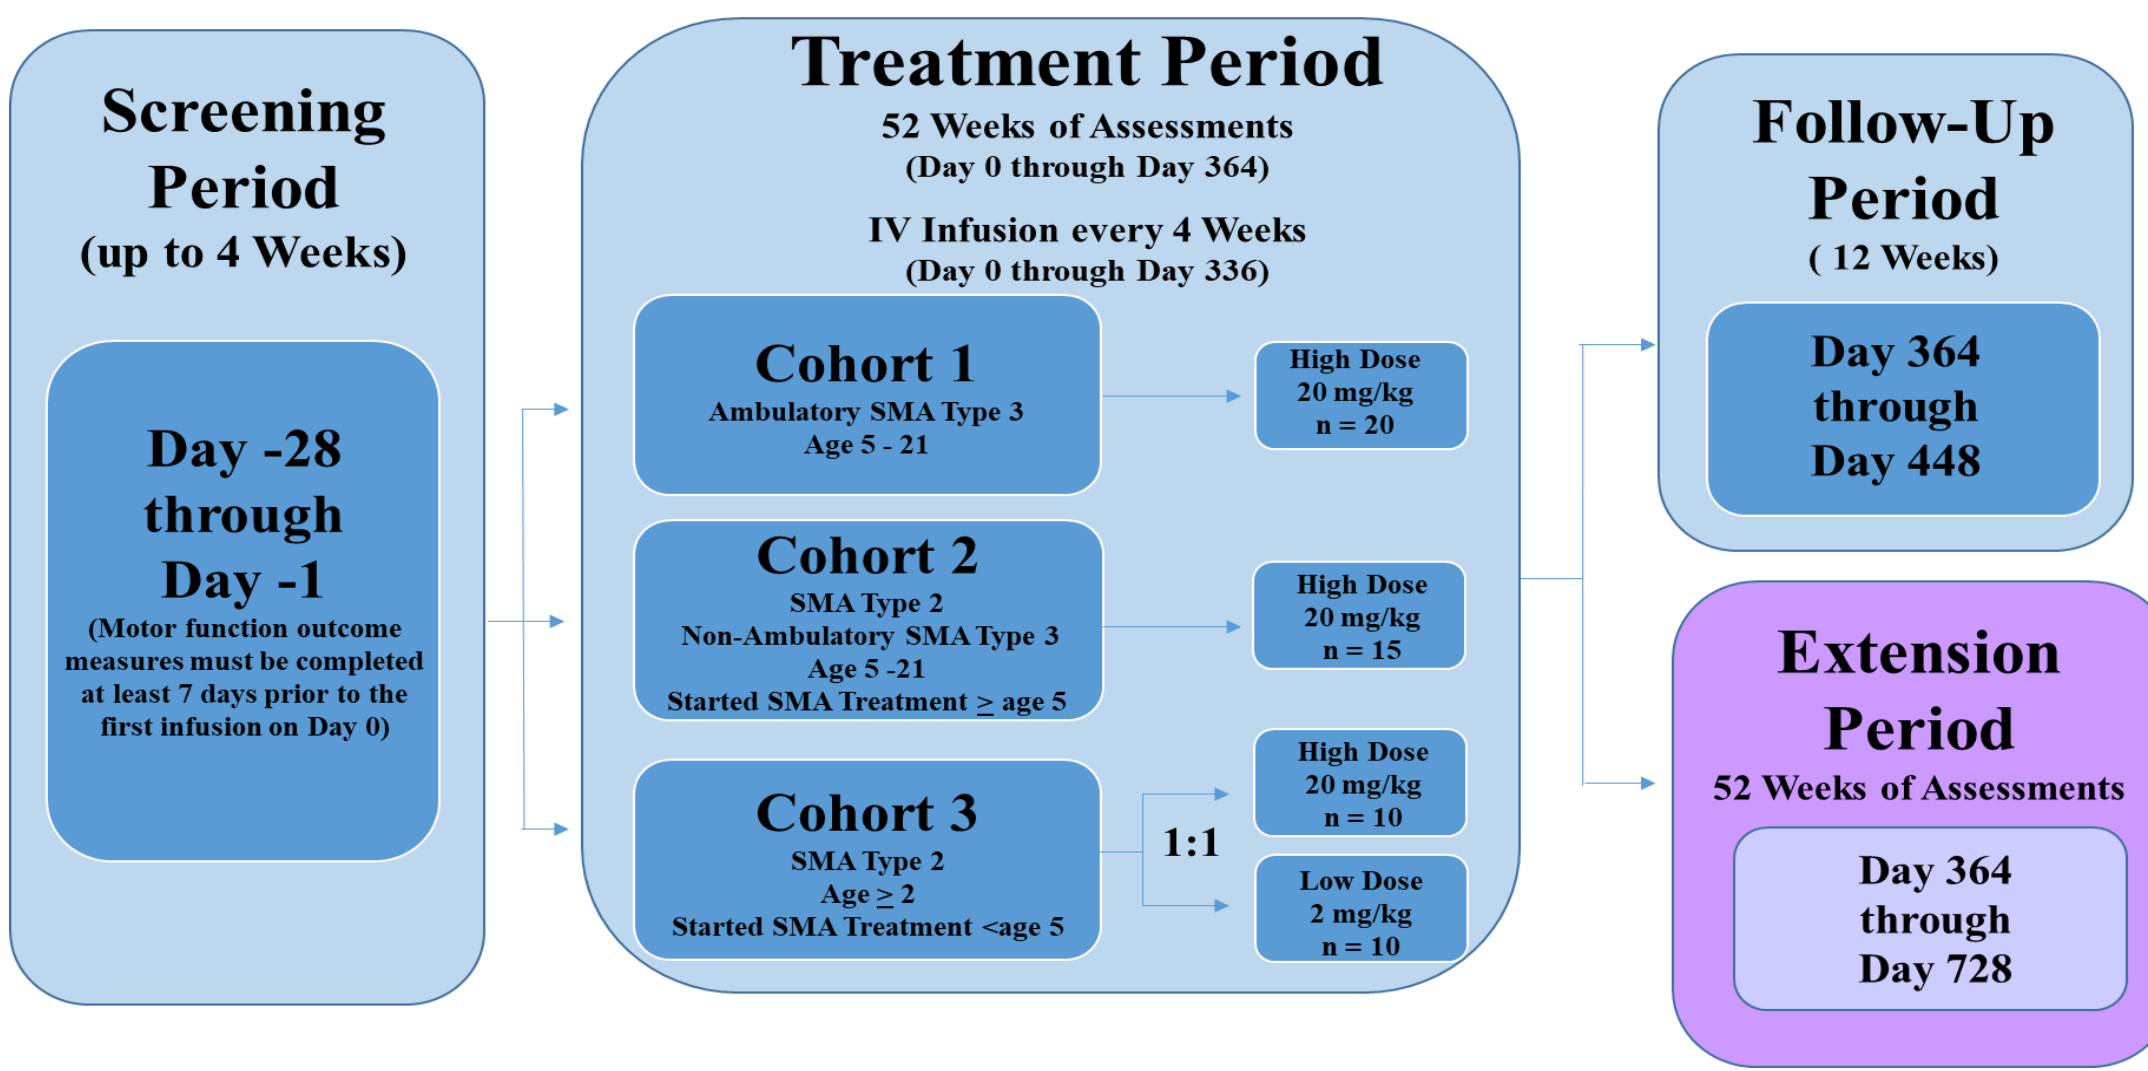 Screening
Period
(up to 4 Weeks)
Day -28
through
Day -1
(Motor function outcome
measures must be completed
at least 7 days prior to the
first infusion on Day 0)
Treatment Period
52 Weeks of Assessments
(Day 0 through Day 364)
IV Infusion every 4 Weeks
(Day 0 through Day 336)
Cohort 1
Ambulatory SMA Type 3
Age 5 - 21
High Dose
20 mg/kg
n = 20
Cohort 2
SMA Type 2
Non-Ambulatory SMA Type 3
Age 5 -21
Started SMA Treatment ≥ age 5
High Dose
20 mg/kg
n = 15
Cohort 3
SMA Type 2
Age ≥ 2
Started SMA Treatment <age 5
1:1
High Dose
20 mg/kg
n = 10
Low Dose
2 mg/kg
n = 10
Follow-Up
Period
( 12 Weeks)
Day 364
through
Day 448
Extension
Period
52 Weeks of Assessments
Day 364
through
Day 728